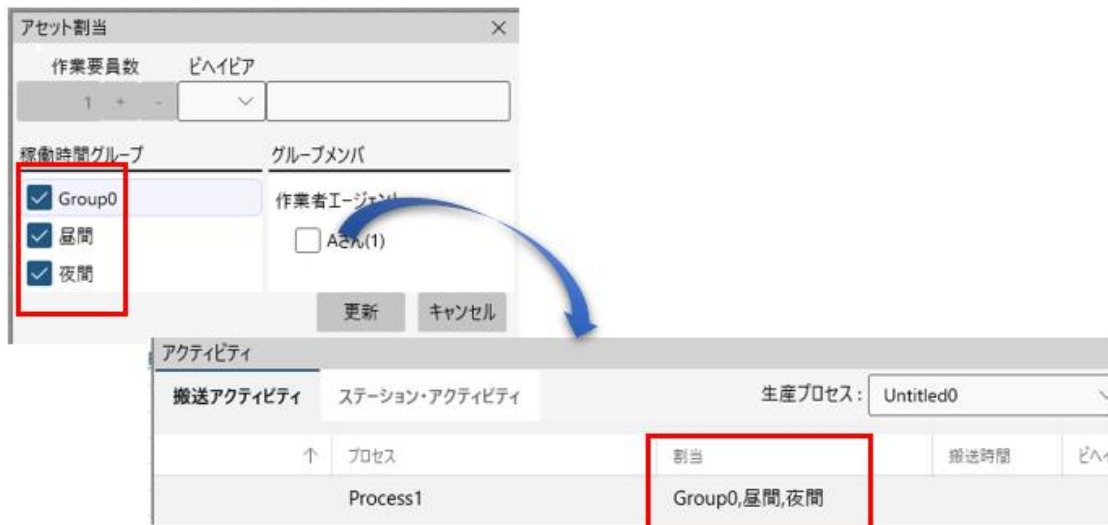 アセット割当
作業要員数 ビヘイビア
1 + -
稼働時間グループ グループメンバ
Group0 作業者エージェント
昼間 Aさん(1)
夜間
更新 キャンセル
アクティビティ
搬送アクティビティ ステーション・アクティビティ 生産プロセス : Untitled0
↑ プロセス 割当 搬送時間
Process1 Group0,昼間,夜間